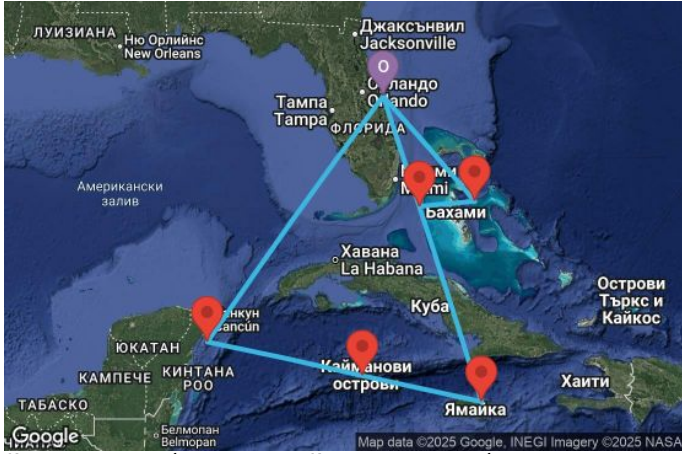 Джаксънвил
Jacksonville
ЛУИЗИАНА
Ню Орлийнс
New Orleans
O
Орландо
Orlando
Тампа
Tampa
ФЛОРИДА
Miami
Американски
залив
Бахами
Хавана
La Habana
Куба
Острови
Търкс и
Кайкос
Cancún
ЮКАТАН
КАМПЕЧЕ
КИНТАНА
РОО
Кайманови
острови
Хаити
Ямайка
ТАБАСКО
Белмопан
Belmopan
Google
Map data ©2025 Google, INEGI Imagery ©2025 NASA